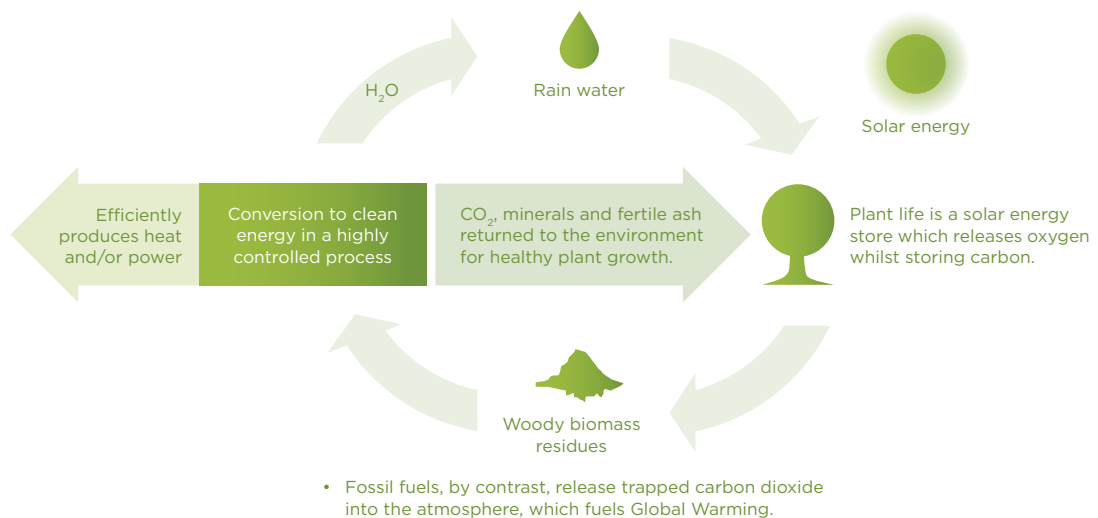 H₂O
Rain water
Solar energy
Efficiently
produces heat
and/or power
Conversion to clean
energy in a highly
controlled process
CO₂, minerals and fertile ash
returned to the environment
for healthy plant growth.
Plant life is a solar energy
store which releases oxygen
whilst storing carbon.
Woody biomass
residues
• Fossil fuels, by contrast, release trapped carbon dioxide
into the atmosphere, which fuels Global Warming.